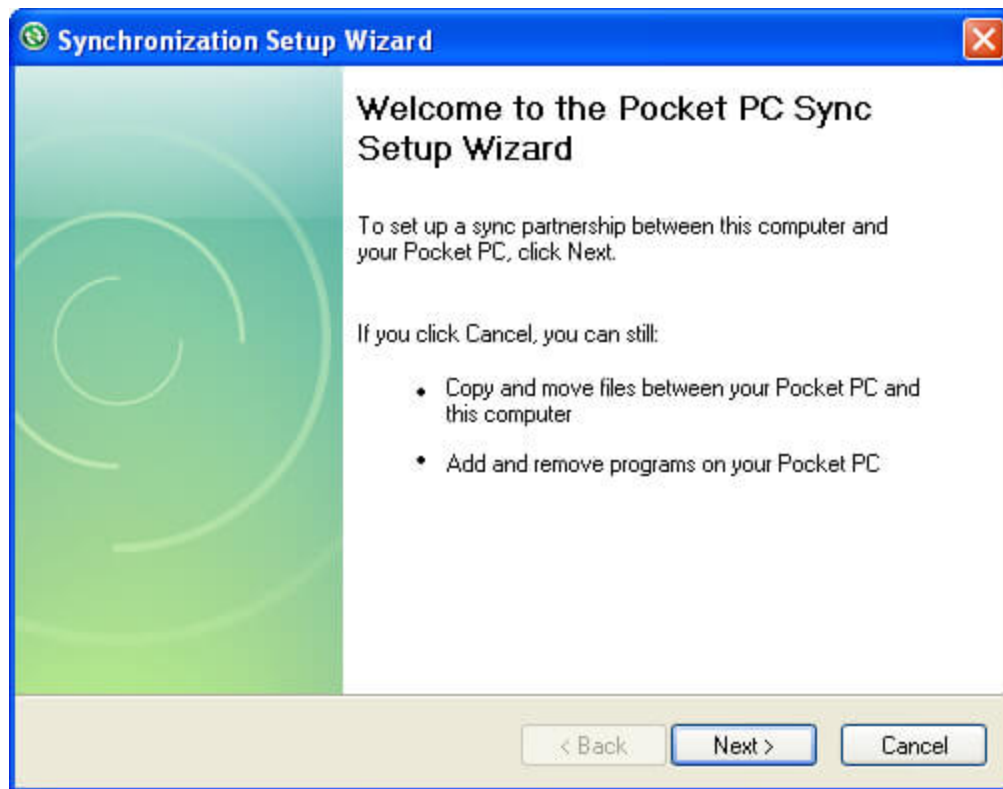 Synchronization Setup Wizard
Welcome to the Pocket PC Sync
Setup Wizard
To set up a sync partnership between this computer and
your Pocket PC, click Next.
If you click Cancel, you can still:
• Copy and move files between your Pocket PC and
this computer
• Add and remove programs on your Pocket PC
< Back
Next >
Cancel